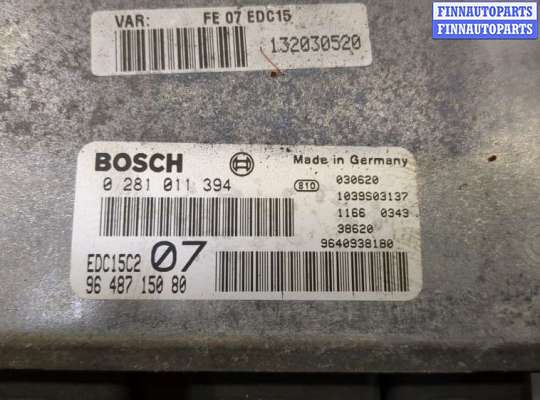 FINNAUTOPARTS
FINNAUTOPARTS
VAR: FE 07 EDC15
132030520
BOSCH
Made in Germany
0 281 011 394
810 030620
1039S03137
1166 0343
38620
9640938180
EDC15C2 07
96 487 150 80